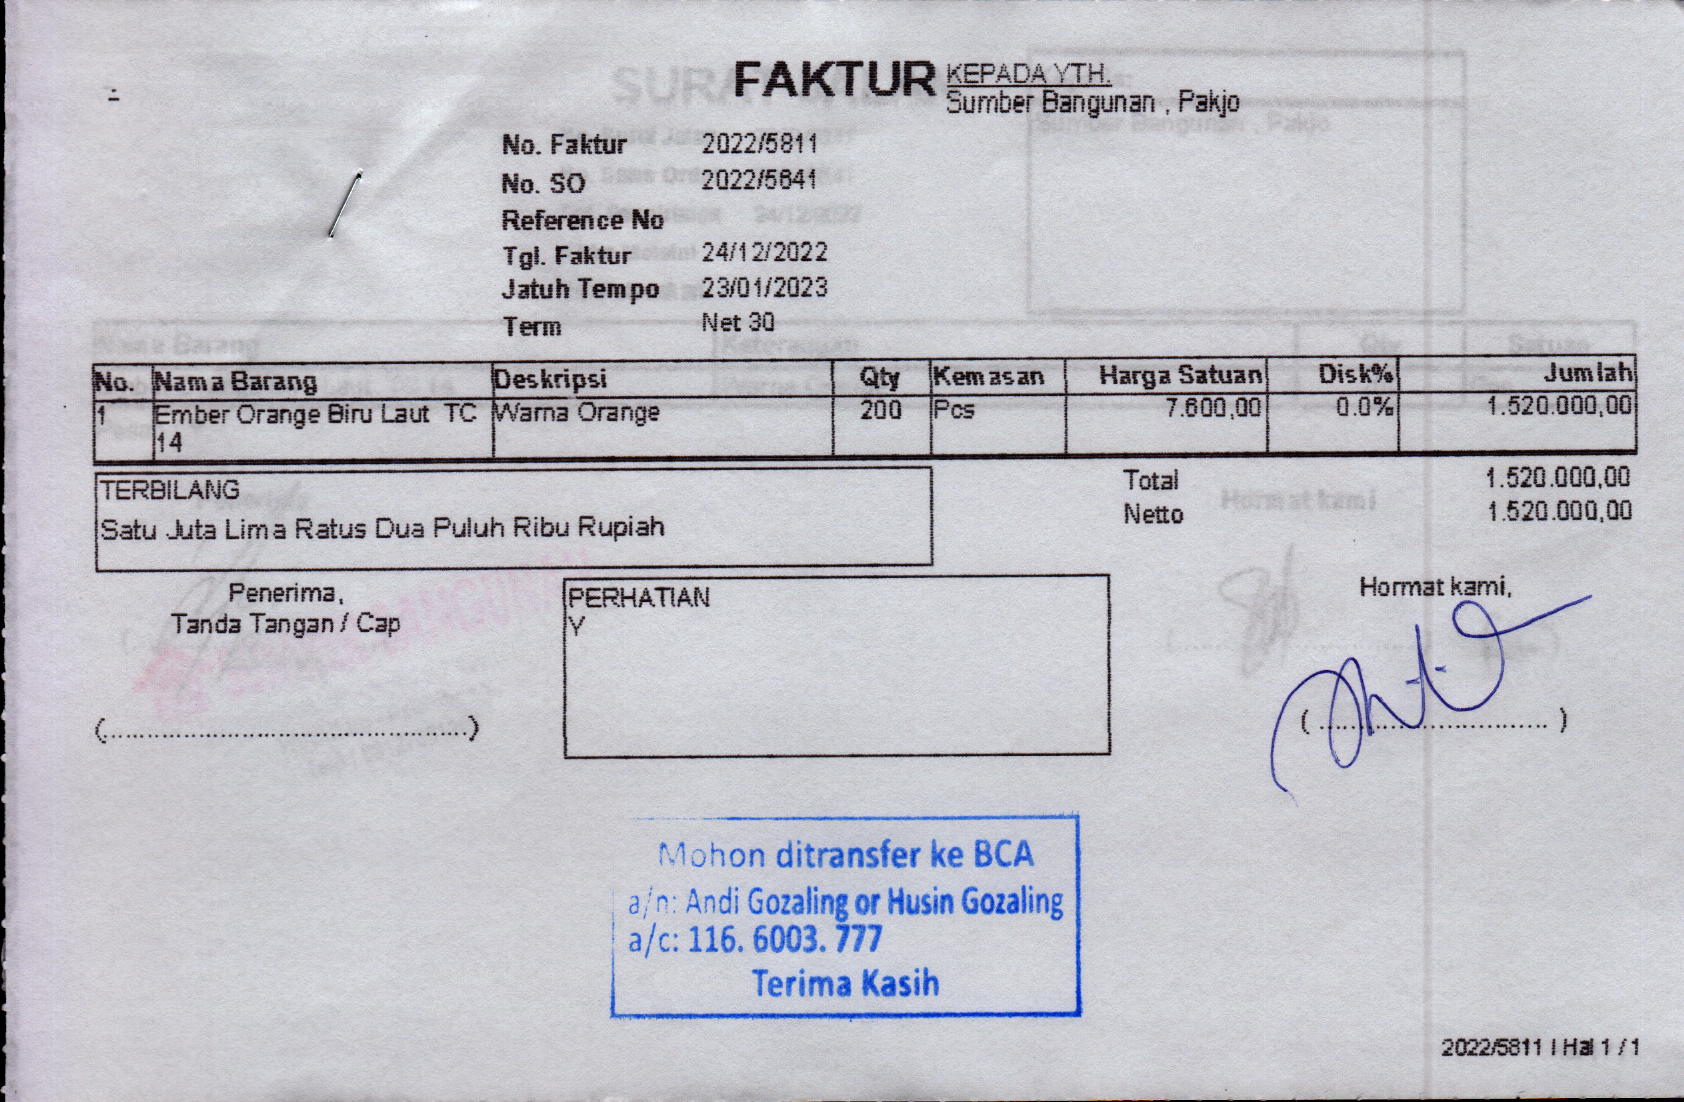 FAKTUR
KEPADA YTH.
Sumber Bangunan , Pakjo
No. Faktur 2022/5811
No. SO 2022/5841
Reference No
Tgl. Faktur 24/12/2022
Jatuh Tempo 23/01/2023
Term Net 30
No. Nama Barang Deskripsi Qty Kemasan Harga Satuan Disk% Jumlah
1 Ember Orange Biru Laut TC Warna Orange 200 Pcs 7.600,00 0.0% 1.520.000,00
14
TERBILANG
Satu Juta Lima Ratus Dua Puluh Ribu Rupiah
Total 1.520.000,00
Netto 1.520.000,00
Penerima,
Tanda Tangan / Cap
(..........................................)
PERHATIAN
Y
Hormat kami,
( .......................... )
Mohon ditransfer ke BCA
a/n: Andi Gozaling or Husin Gozaling
a/c: 116. 6003. 777
Terima Kasih
2022/5811 | Hal 1 / 1